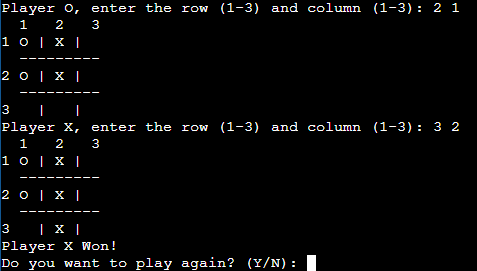 Player O, enter the row (1-3) and column (1-3): 2 1
  1   2   3
1 O | X |
  ---------
2 O | X |
  ---------
3   |   |
Player X, enter the row (1-3) and column (1-3): 3 2
  1   2   3
1 O | X |
  ---------
2 O | X |
  ---------
3   | X |
Player X Won!
Do you want to play again? (Y/N):